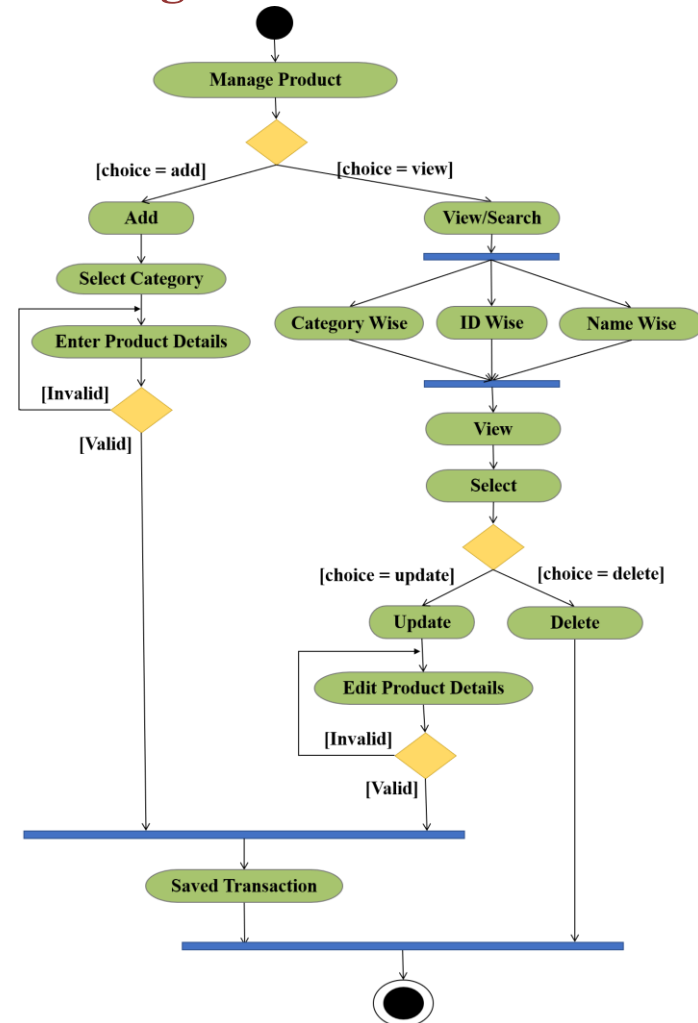 Manage Product
[choice = add]
[choice = view]
Add
View/Search
Select Category
Category Wise
ID Wise
Name Wise
Enter Product Details
[Invalid]
[Valid]
View
Select
[choice = update]
[choice = delete]
Update
Delete
Edit Product Details
[Invalid]
[Valid]
Saved Transaction